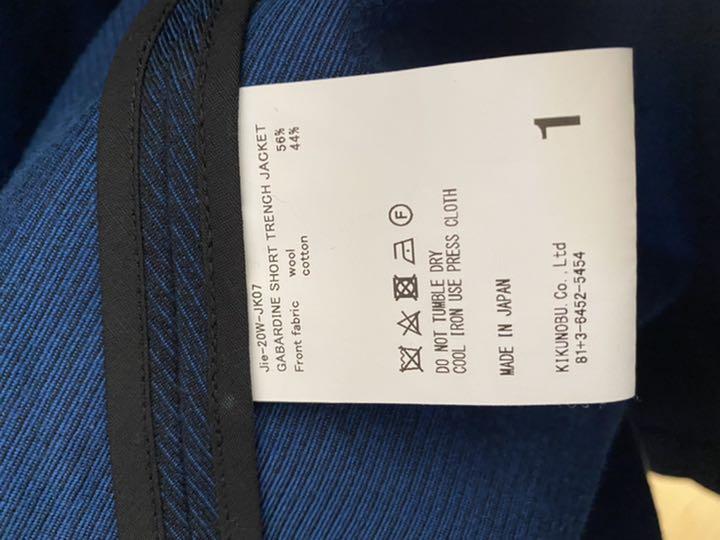 Jie-20W-JK07
GABARDINE SHORT TRENCH JACKET
Front fabric wool 56%
cotton 44%
F
DO NOT TUMBLE DRY
COOL IRON USE PRESS CLOTH
MADE IN JAPAN
KIKUNOBU.Co.,Ltd
81+3-6452-5454
1